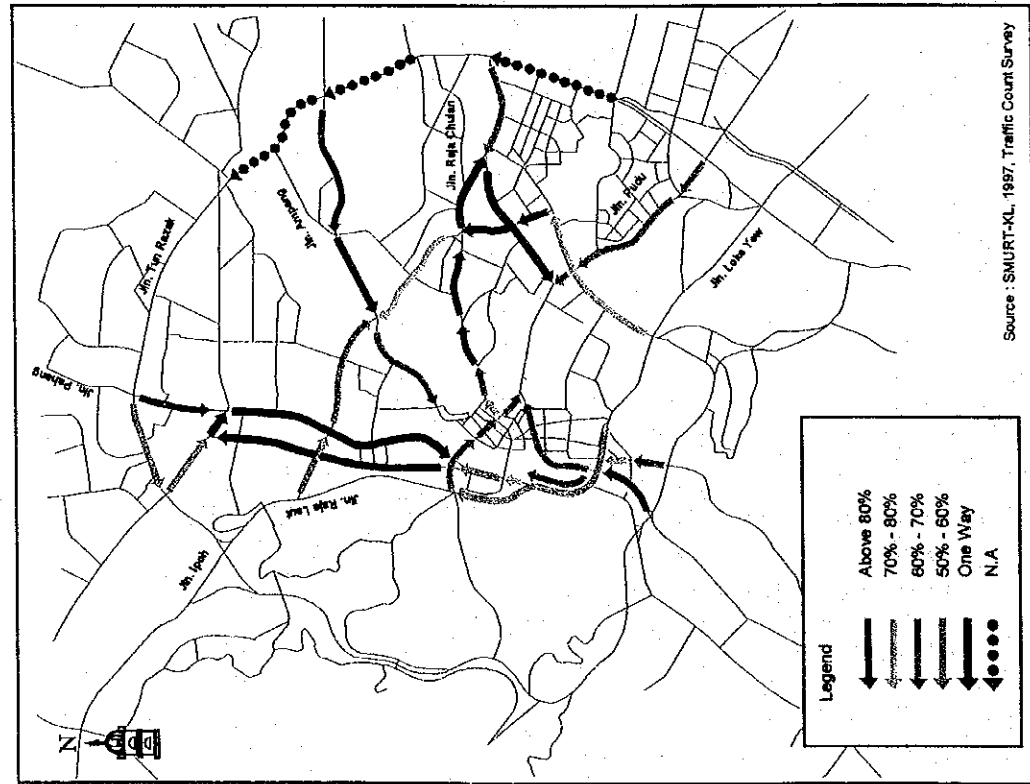 N
Jln. Pahang
Jln. Tun Razak
Jln. Ipoh
Jln. Ampang
Jln. Raja Laut
Jln. Raja Chulan
Jln. Pudu
Jln. Loke Yew
Legend
Above 80%
70% - 80%
60% - 70%
50% - 60%
One Way
N.A
Source : SMURT-KL, 1997, Traffic Count Survey